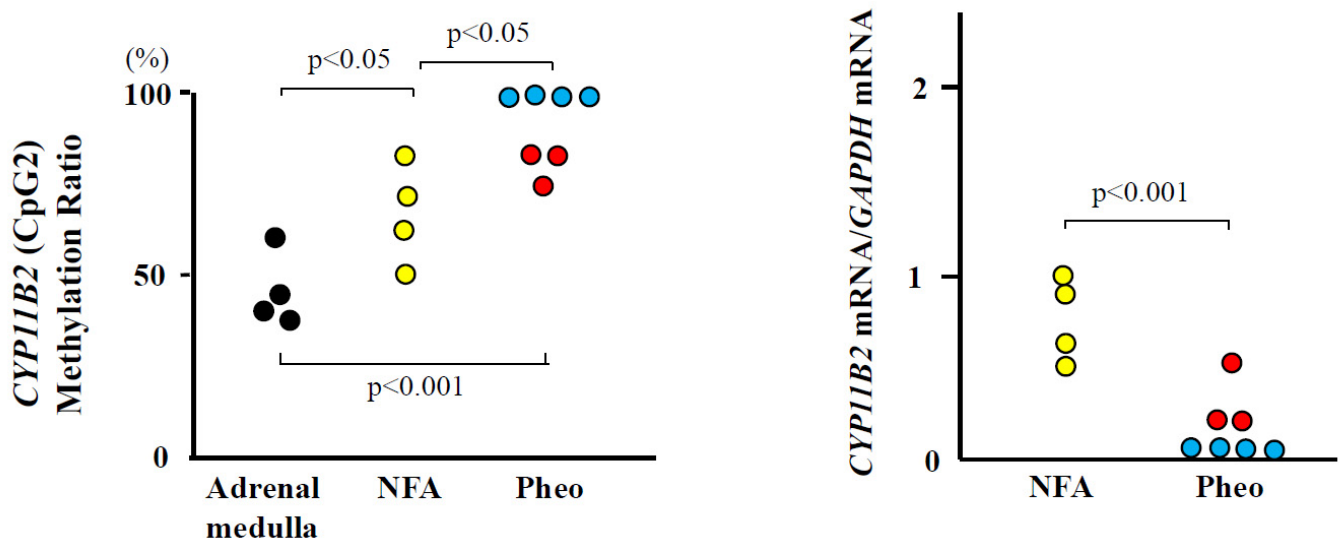 (%)
p<0.05
p<0.05
100
50
0
CYP11B2 (CpG2)
Methylation Ratio
p<0.001
Adrenal
medulla
NFA
Pheo
CYP11B2 mRNA/GAPDH mRNA
2
1
0
p<0.001
NFA
Pheo